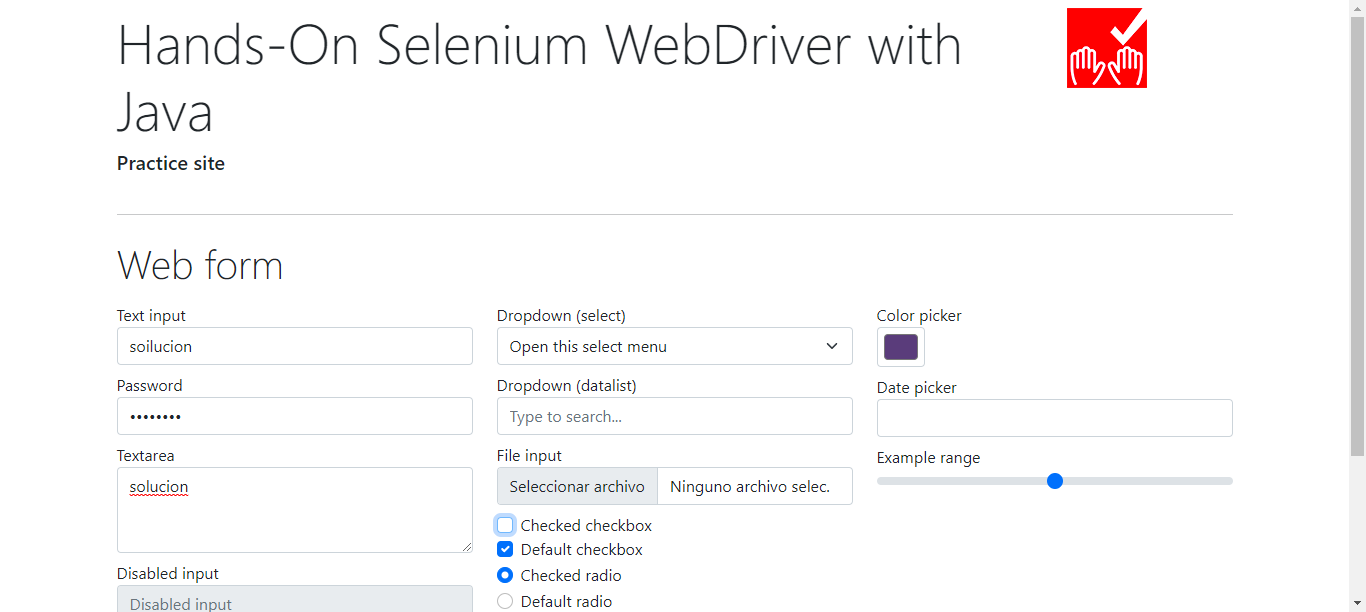 Hands-On Selenium WebDriver with
Java
Practice site
Web form
Text input
soilucion
Password
••••••••
Textarea
solucion
Disabled input
Disabled input
Dropdown (select)
Open this select menu
Dropdown (datalist)
Type to search...
File input
Seleccionar archivo Ninguno archivo selec.
Checked checkbox
Default checkbox
Checked radio
Default radio
Color picker
Date picker
Example range